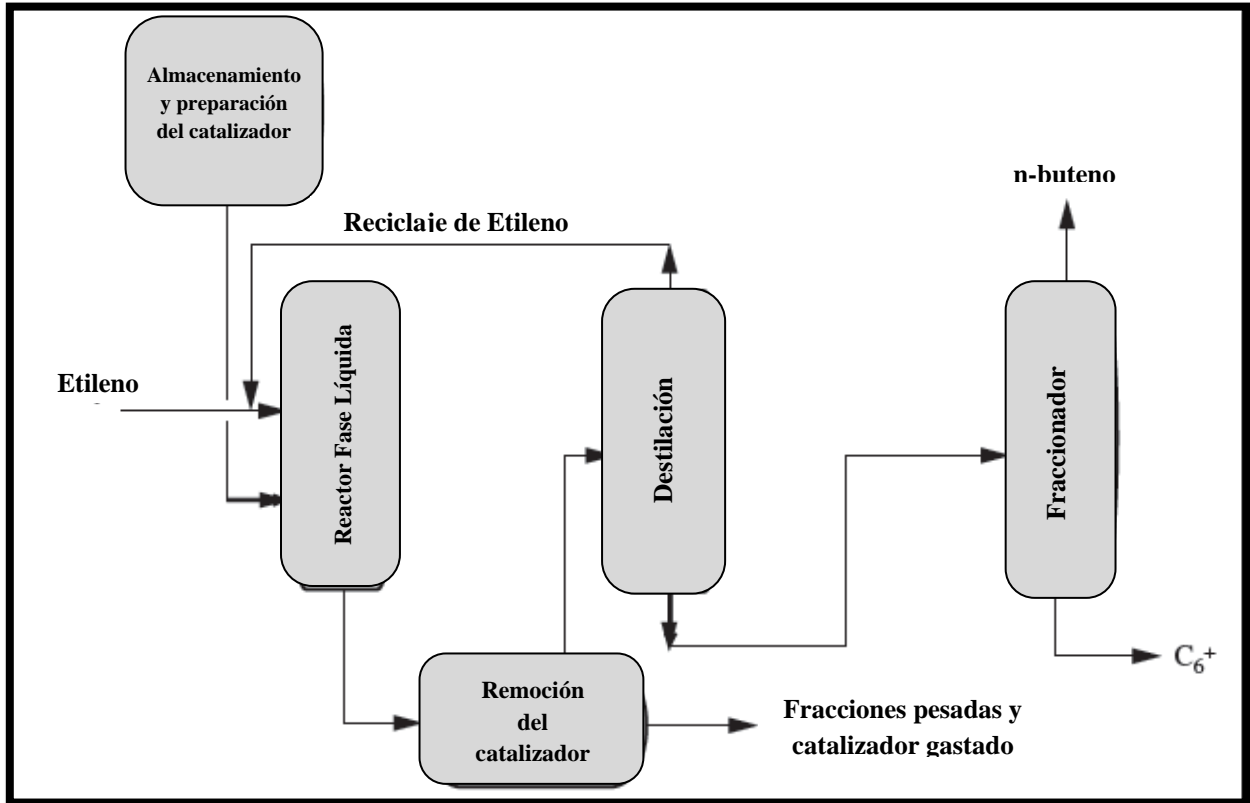 Almacenamiento
y preparación
del catalizador
n-buteno
Reciclaje de Etileno
Etileno
Reactor Fase Líquida
Destilación
Fraccionador
Remoción
del
catalizador
Fracciones pesadas y
catalizador gastado
C₆⁺